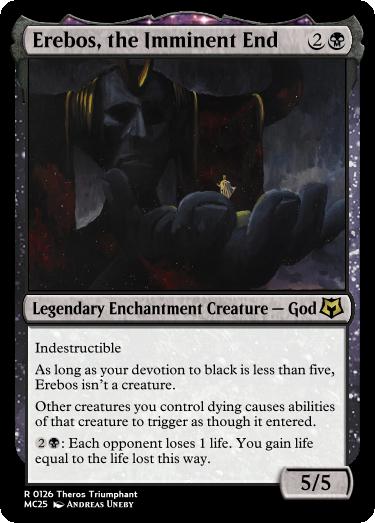 Erebos, the Imminent End 2
Legendary Enchantment Creature — God
Indestructible
As long as your devotion to black is less than five,
Erebos isn't a creature.
Other creatures you control dying causes abilities
of that creature to trigger as though it entered.
2 : Each opponent loses 1 life. You gain life
equal to the life lost this way.
5/5
R 0126 Theros Triumphant
MC25 Andreas Uneby